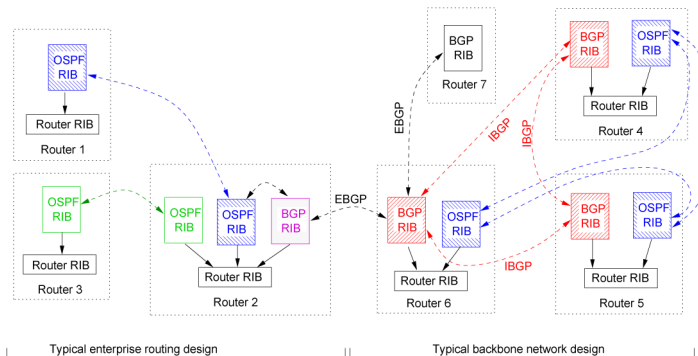 OSPF
RIB
Router RIB
Router 1
OSPF
RIB
Router RIB
Router 3
OSPF
RIB
OSPF
RIB
BGP
RIB
Router RIB
Router 2
EBGP
BGP
RIB
Router 7
EBGP
BGP
RIB
OSPF
RIB
Router RIB
Router 6
IBGP
IBGP
IBGP
BGP
RIB
OSPF
RIB
Router RIB
Router 4
BGP
RIB
OSPF
RIB
Router RIB
Router 5
Typical enterprise routing design
Typical backbone network design